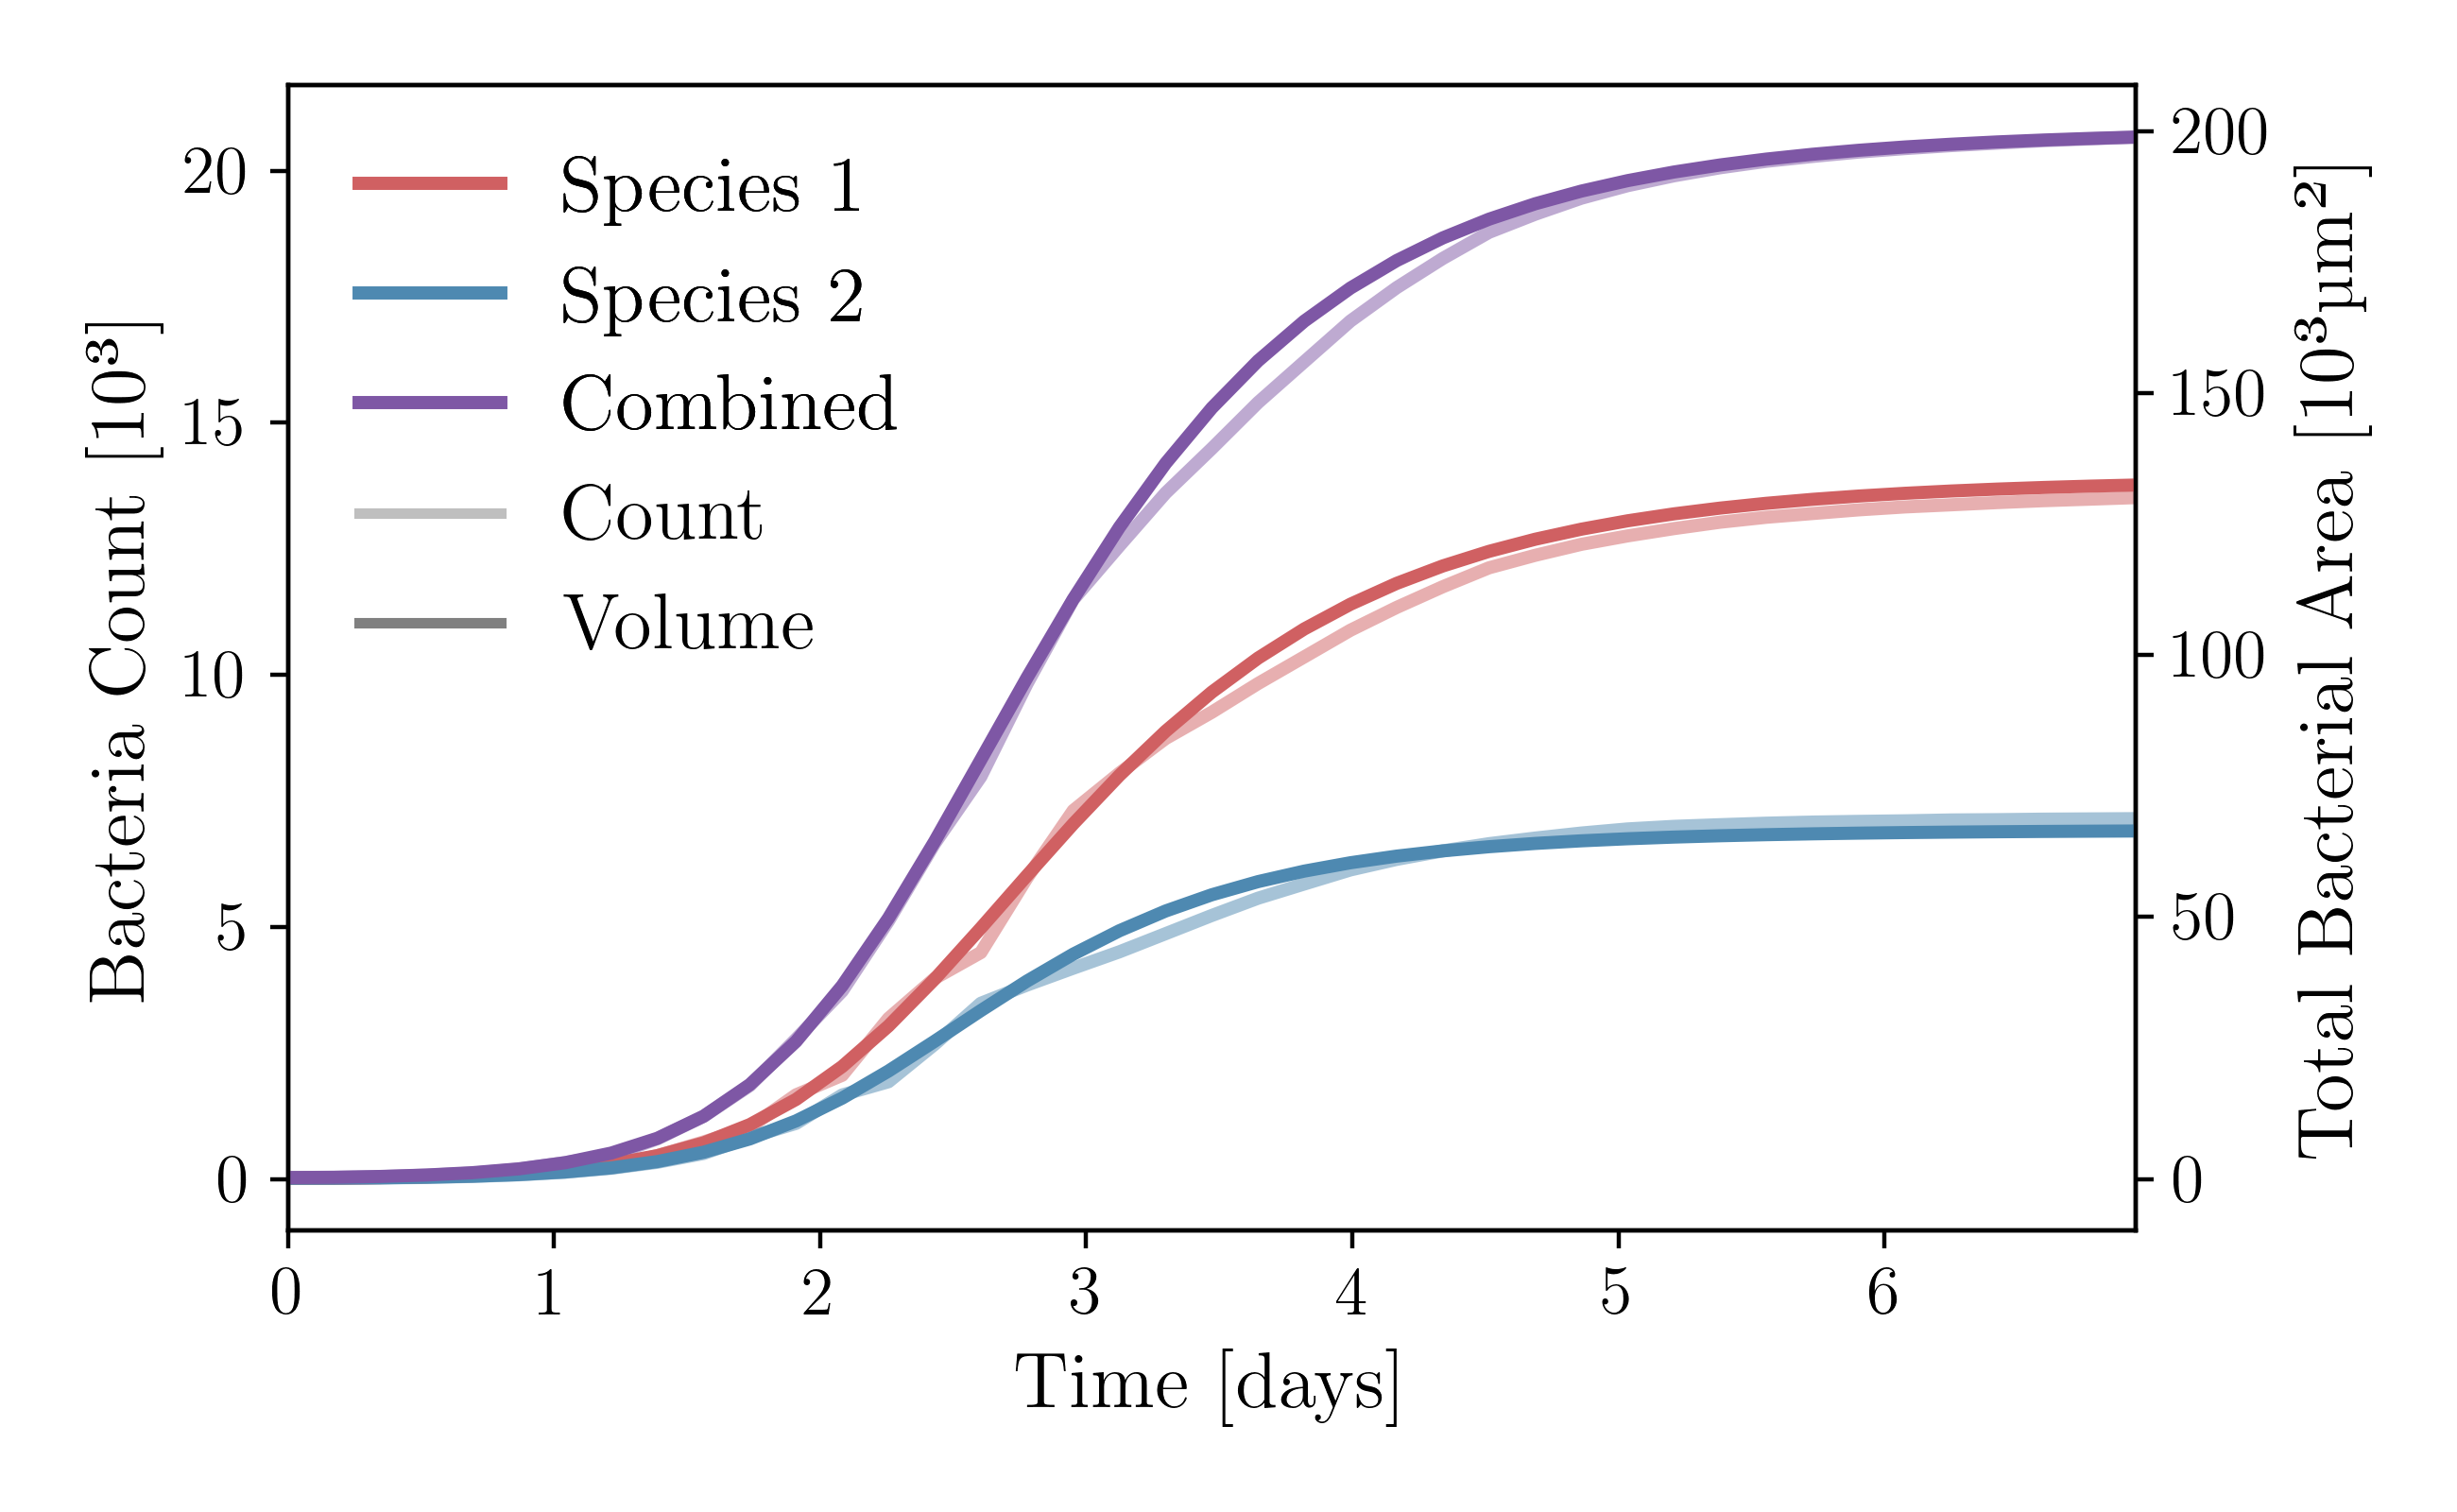 Species 1
Species 2
Combined
Count
Volume
Bacteria Count [10³]
20
15
10
5
0
Total Bacterial Area [10³µm²]
200
150
100
50
0
0 1 2 3 4 5 6
Time [days]